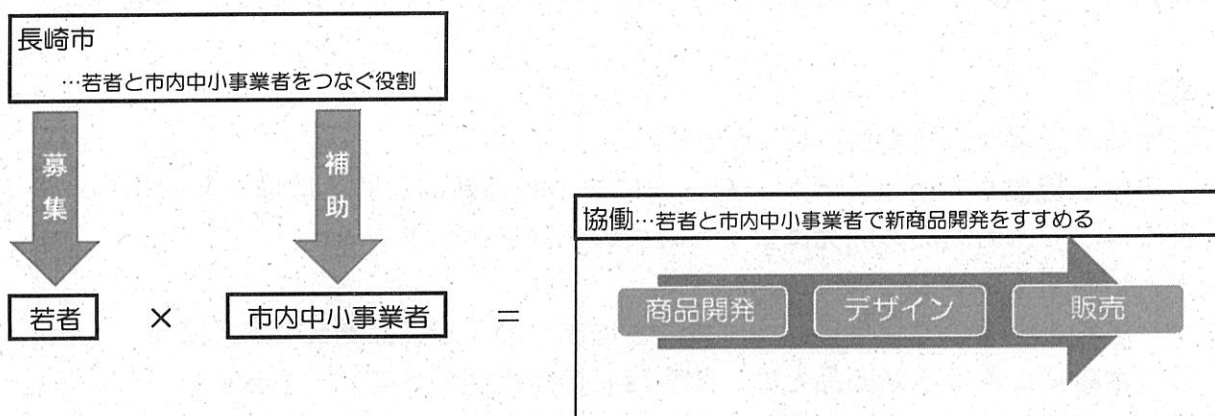 長崎市
…若者と市内中小事業者をつなぐ役割
募集
補助
協働…若者と市内中小事業者で新商品開発をすすめる
若者 × 市内中小事業者 =
商品開発 デザイン 販売